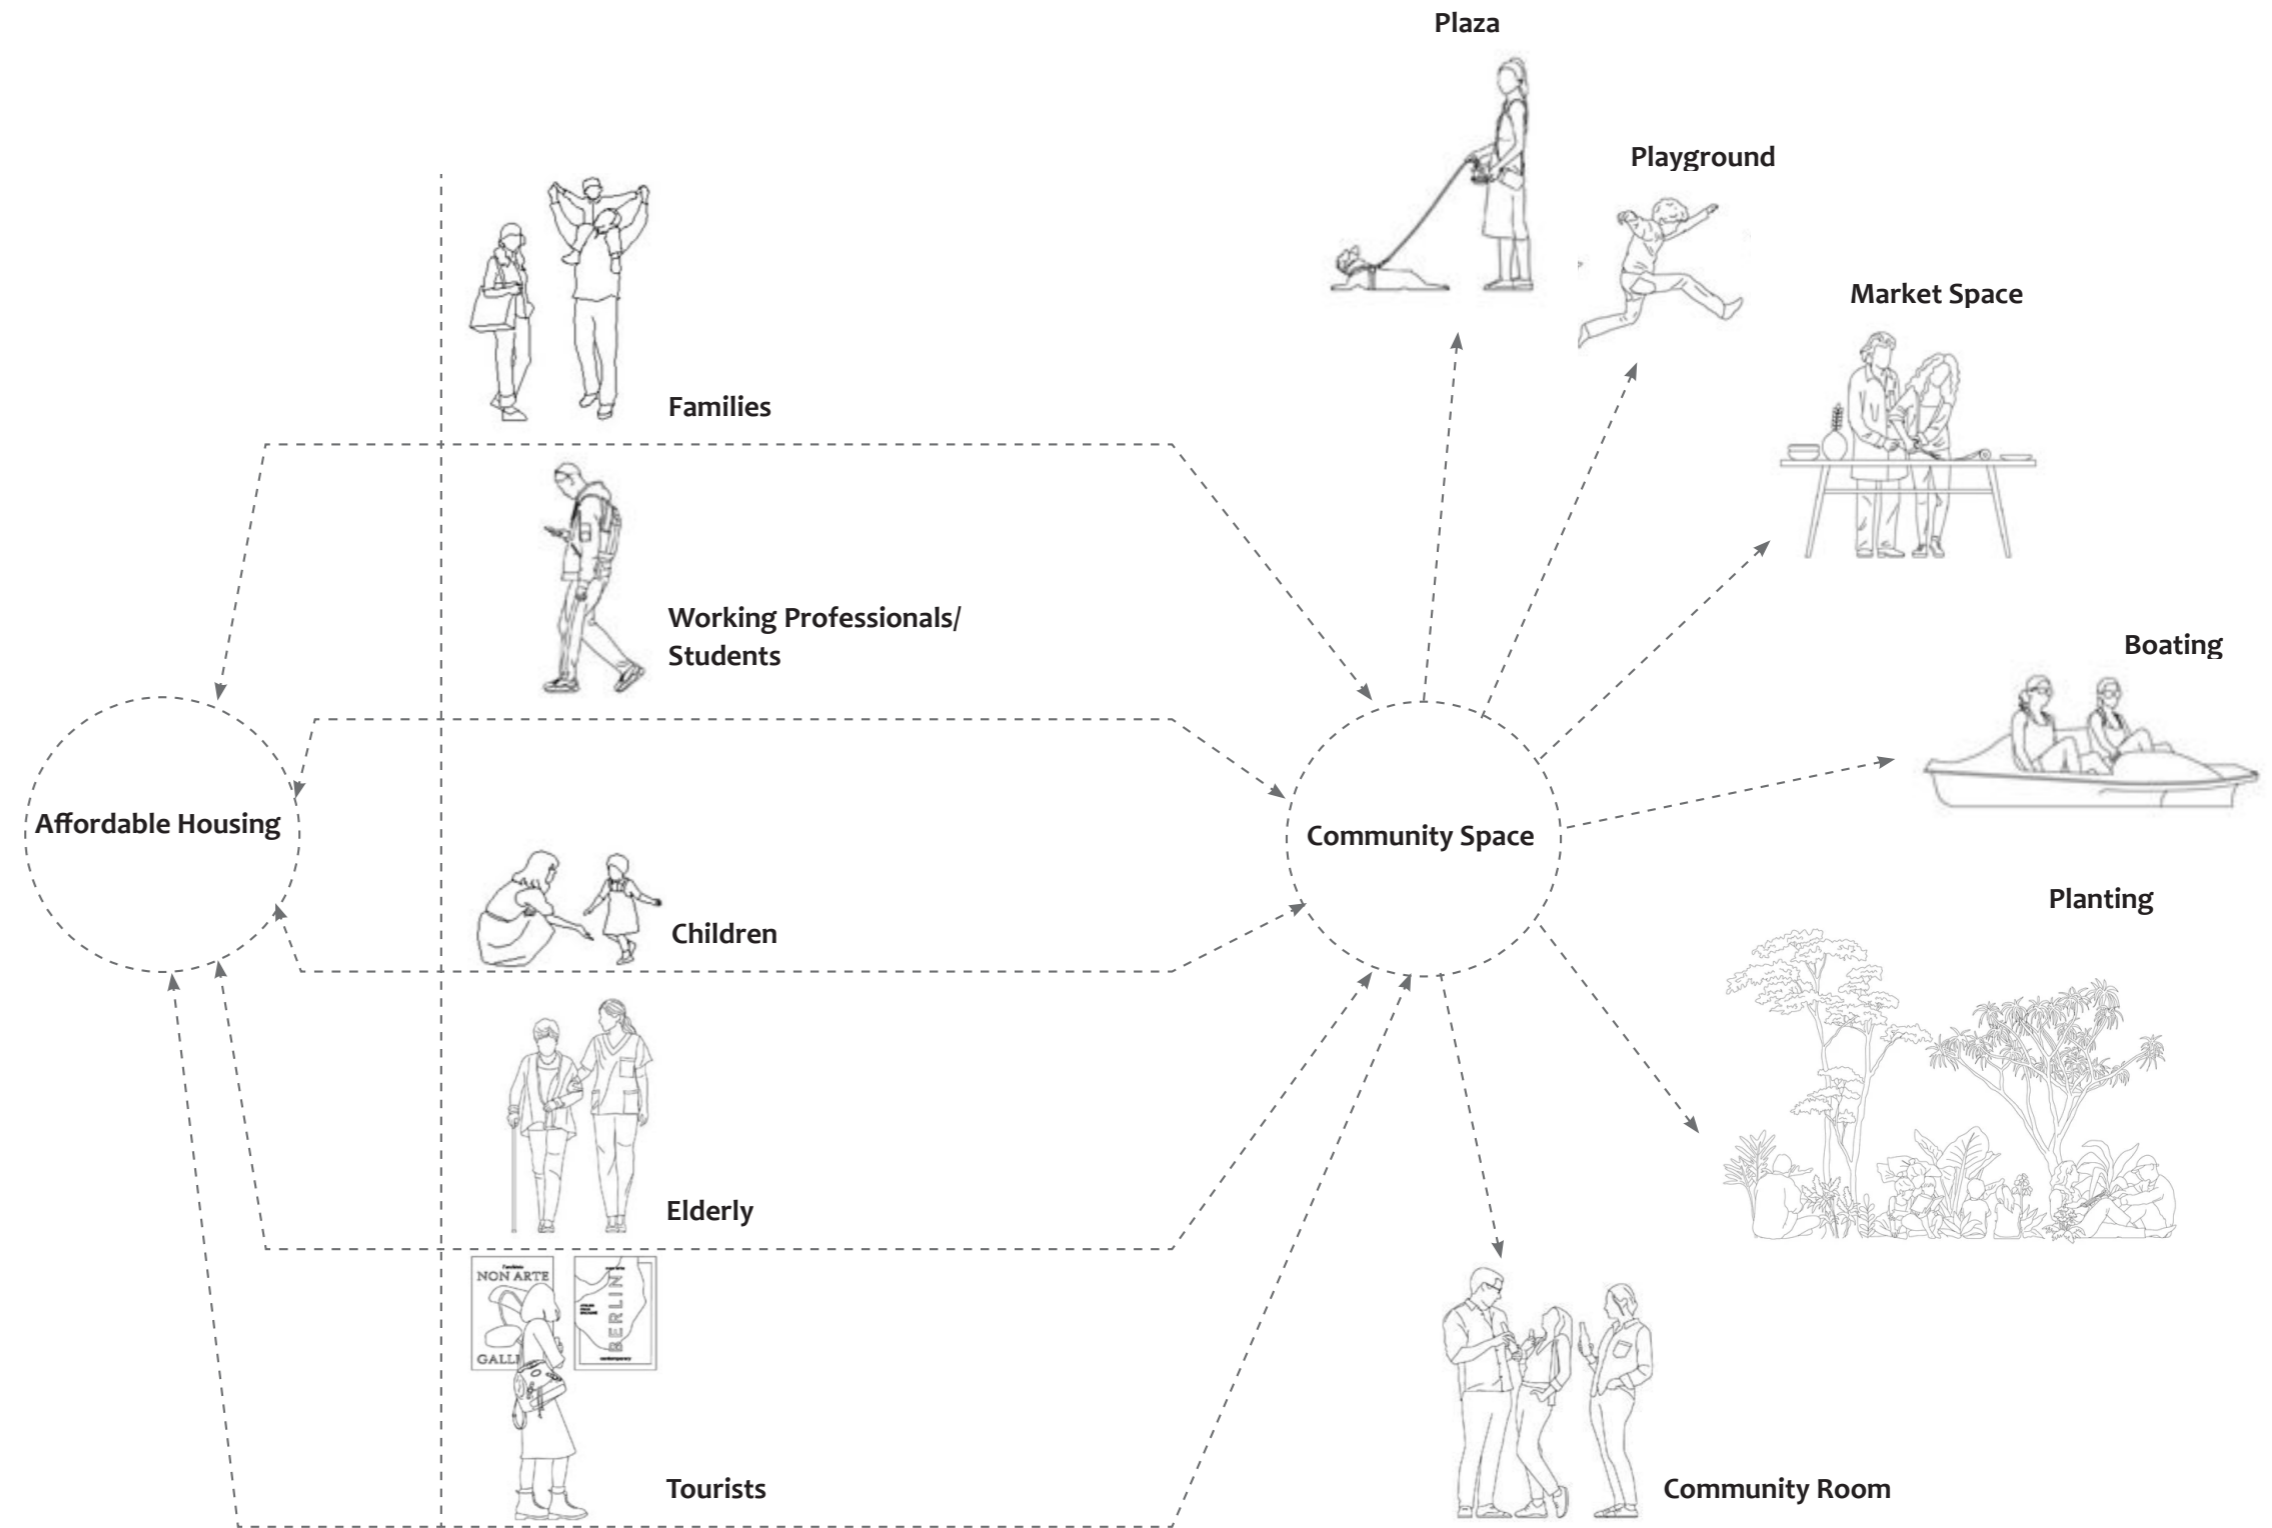 Plaza
Playground
Market Space
Families
Working Professionals/
Students
Boating
Affordable Housing
Community Space
Children
Planting
Elderly
NON ARTE
GALL
BERLIN
Tourists
Community Room